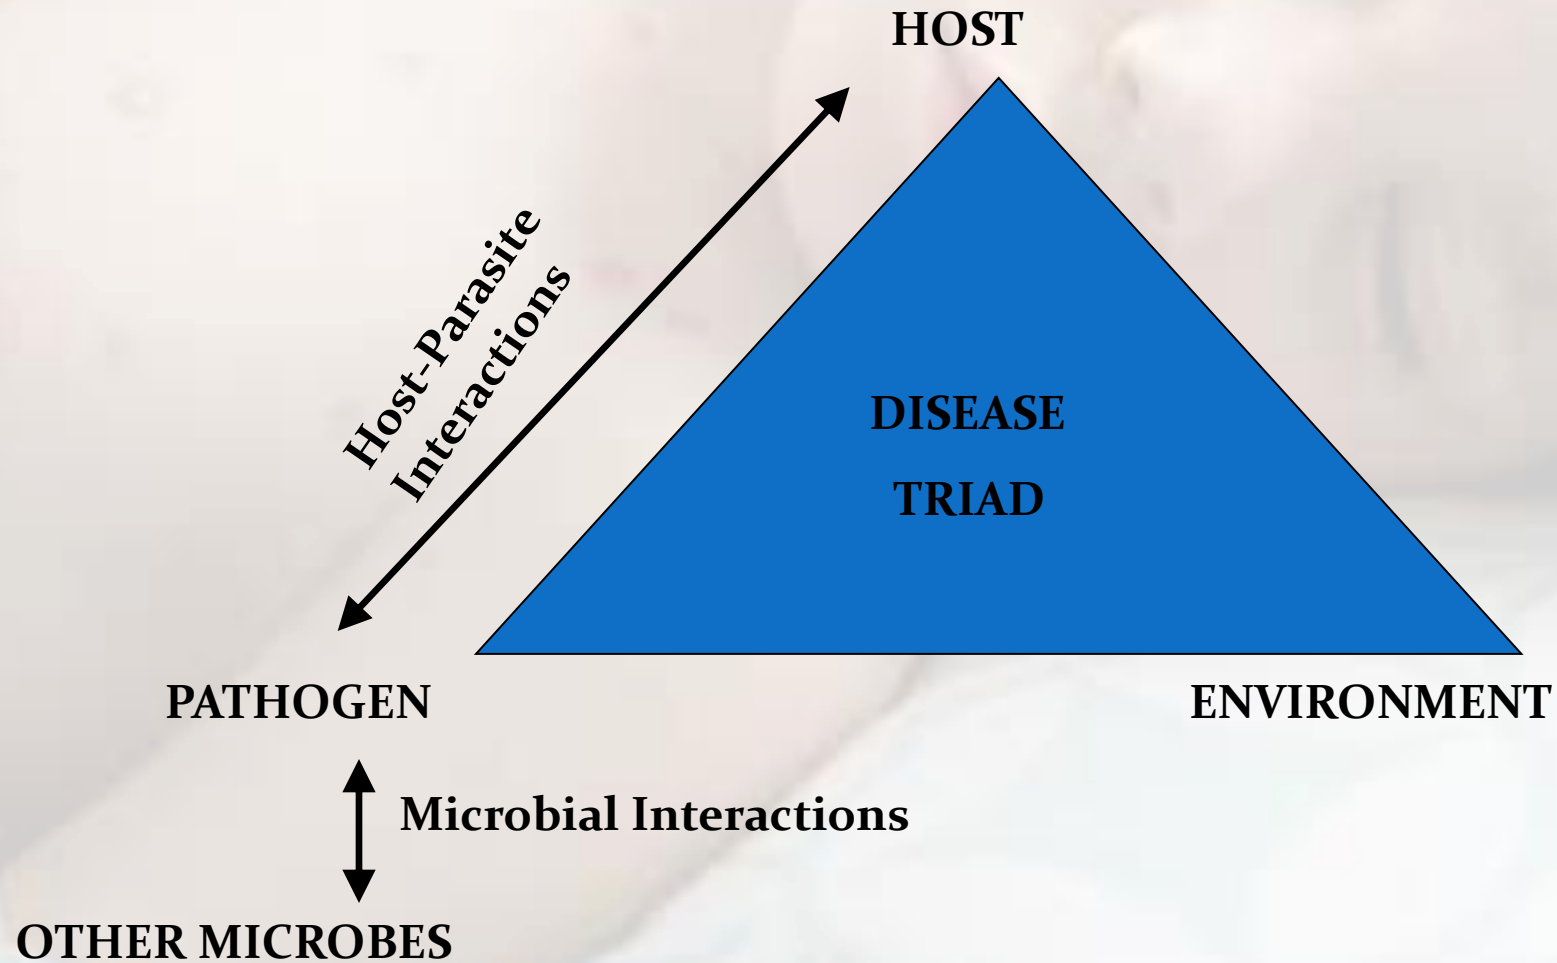 HOST
Host-Parasite
Interactions
DISEASE
TRIAD
PATHOGEN
ENVIRONMENT
Microbial Interactions
OTHER MICROBES